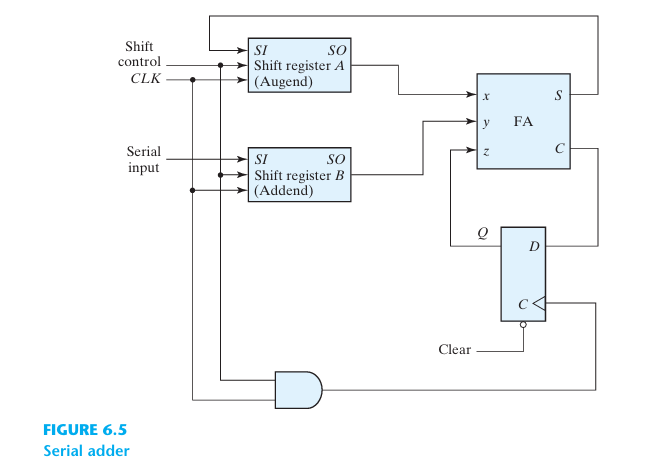 Shift
control
CLK
SI SO
Shift register A
(Augend)
Serial
input
SI SO
Shift register B
(Addend)
x S
y FA
z C
Q
D
C
Clear
FIGURE 6.5
Serial adder